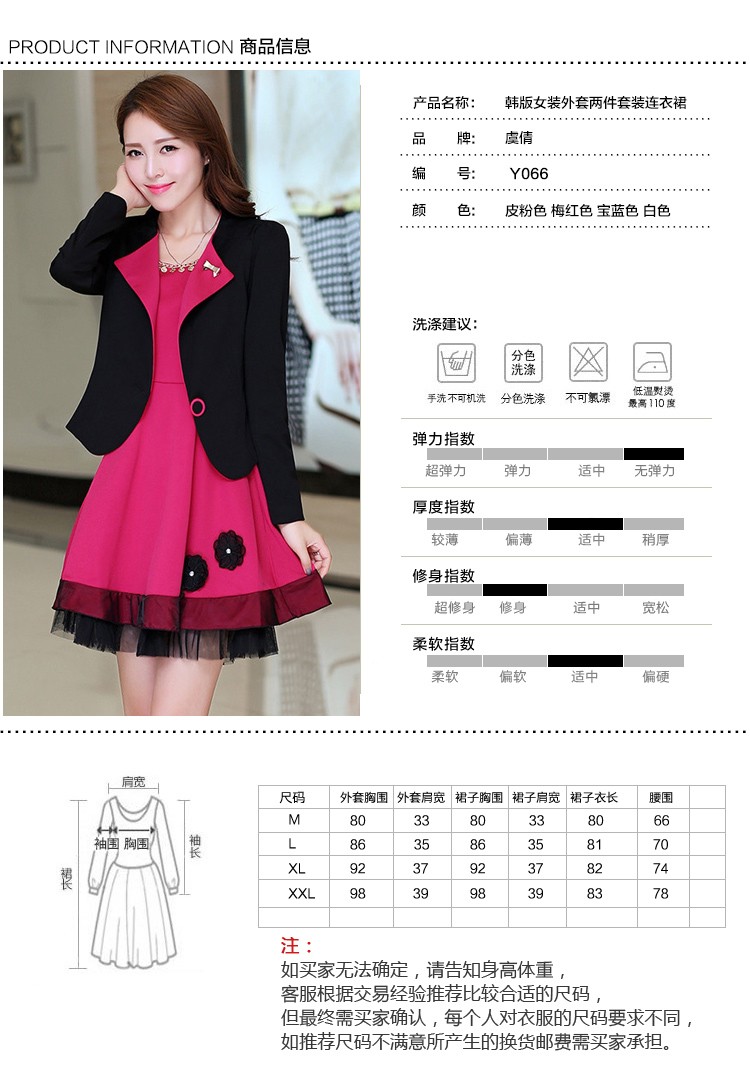 PRODUCT INFORMATION 商品信息
产品名称： 韩版女装外套两件套装连衣裙
品 牌: 虞倩
编 号: Y066
颜 色: 皮粉色 梅红色 宝蓝色 白色
洗涤建议：
分色
洗涤
手洗 不可机洗 分色洗涤 不可氯漂 低温熨烫
最高 110 度
弹力指数
超弹力 弹力 适中 无弹力
厚度指数
较薄 偏薄 适中 稍厚
修身指数
超修身 修身 适中 宽松
柔软指数
柔软 偏软 适中 偏硬
肩宽
袖围 胸围
袖长
裙长
尺码 外套胸围 外套肩宽 裙子胸围 裙子肩宽 裙子衣长 腰围
M 80 33 80 33 80 66
L 86 35 86 35 81 70
XL 92 37 92 37 82 74
XXL 98 39 98 39 83 78
注：
如买家无法确定，请告知身高体重，
客服根据交易经验推荐比较合适的尺码，
但最终需买家确认，每个人对衣服的尺码要求不同，
如推荐尺码不满意所产生的换货邮费需买家承担。